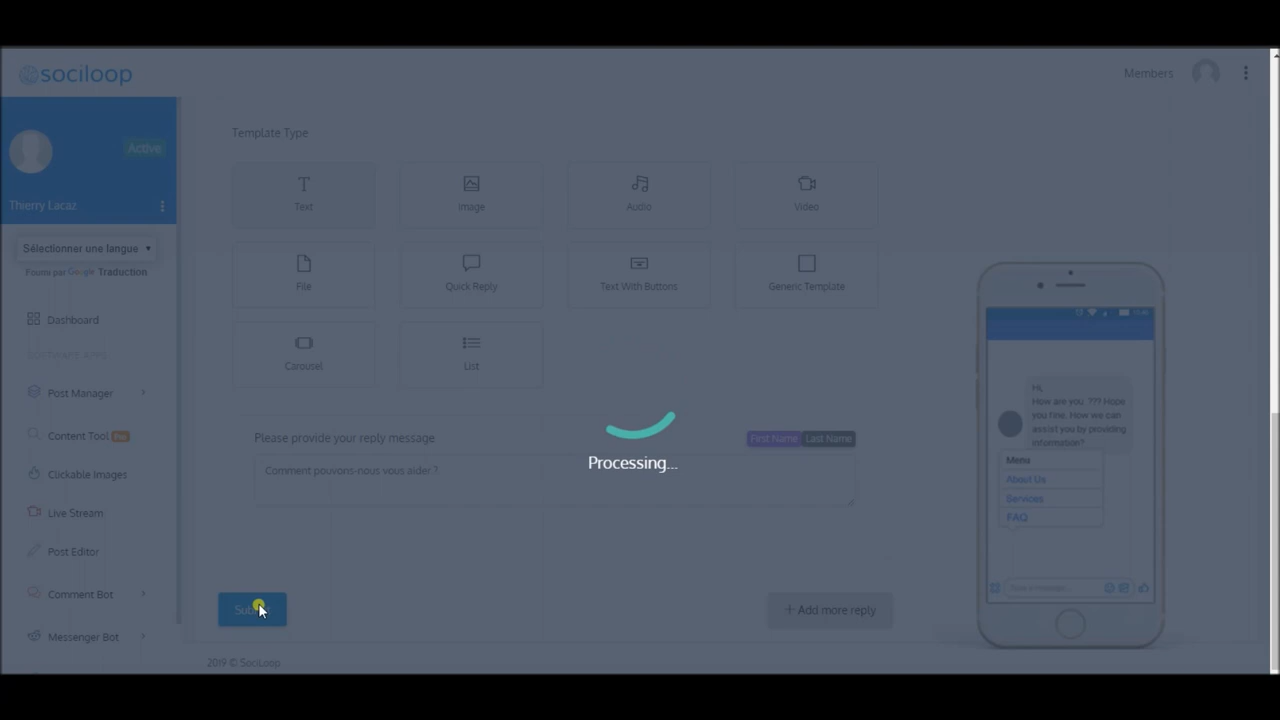 sociloop
Members
Active
Thierry Lacaz
Sélectionner une langue
Fourni par Google Traduction
Dashboard
SOFTWARE APPS
Post Manager
Content Tool Pro
Clickable Images
Live Stream
Post Editor
Comment Bot
Messenger Bot
Template Type
Text
Image
Audio
Video
File
Quick Reply
Text With Buttons
Generic Template
Carousel
List
Please provide your reply message
First Name
Last Name
Comment pouvons-nous vous aider ?
Processing...
Add more reply
Hi,
How are you ??? Hope
you fine. How we can
assist you by providing
information?
Menu
About Us
Services
FAQ
2019 © SociLoop